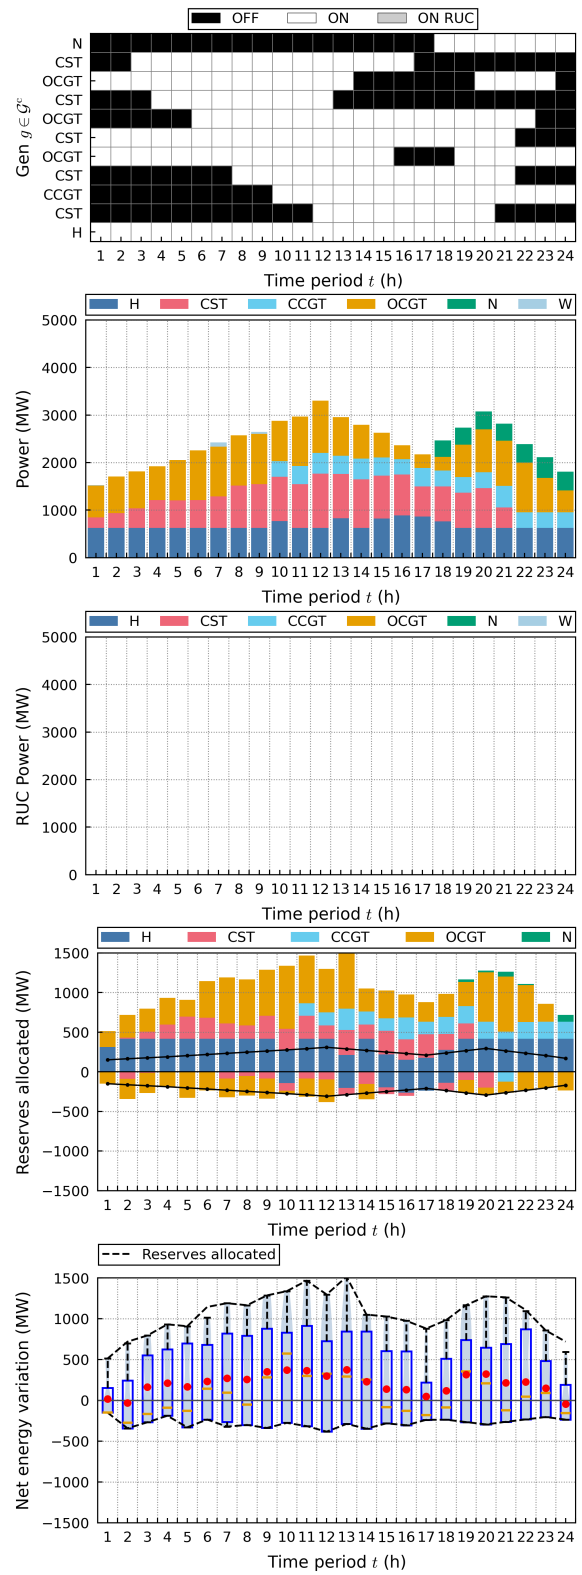 OFF ON ON RUC
N
CST
OCGT
CST
OCGT
CST
OCGT
CST
CCGT
CST
H
Gen g ∈ 𝒢ᶜ
1 2 3 4 5 6 7 8 9 10 11 12 13 14 15 16 17 18 19 20 21 22 23 24
Time period t (h)
H CST CCGT OCGT N W
5000
4000
3000
2000
1000
0
Power (MW)
1 2 3 4 5 6 7 8 9 10 11 12 13 14 15 16 17 18 19 20 21 22 23 24
Time period t (h)
H CST CCGT OCGT N W
5000
4000
3000
2000
1000
0
RUC Power (MW)
1 2 3 4 5 6 7 8 9 10 11 12 13 14 15 16 17 18 19 20 21 22 23 24
Time period t (h)
H CST CCGT OCGT N
1500
1000
500
0
−500
−1000
−1500
Reserves allocated (MW)
1 2 3 4 5 6 7 8 9 10 11 12 13 14 15 16 17 18 19 20 21 22 23 24
Time period t (h)
Reserves allocated
1500
1000
500
0
−500
−1000
−1500
Net energy variation (MW)
1 2 3 4 5 6 7 8 9 10 11 12 13 14 15 16 17 18 19 20 21 22 23 24
Time period t (h)